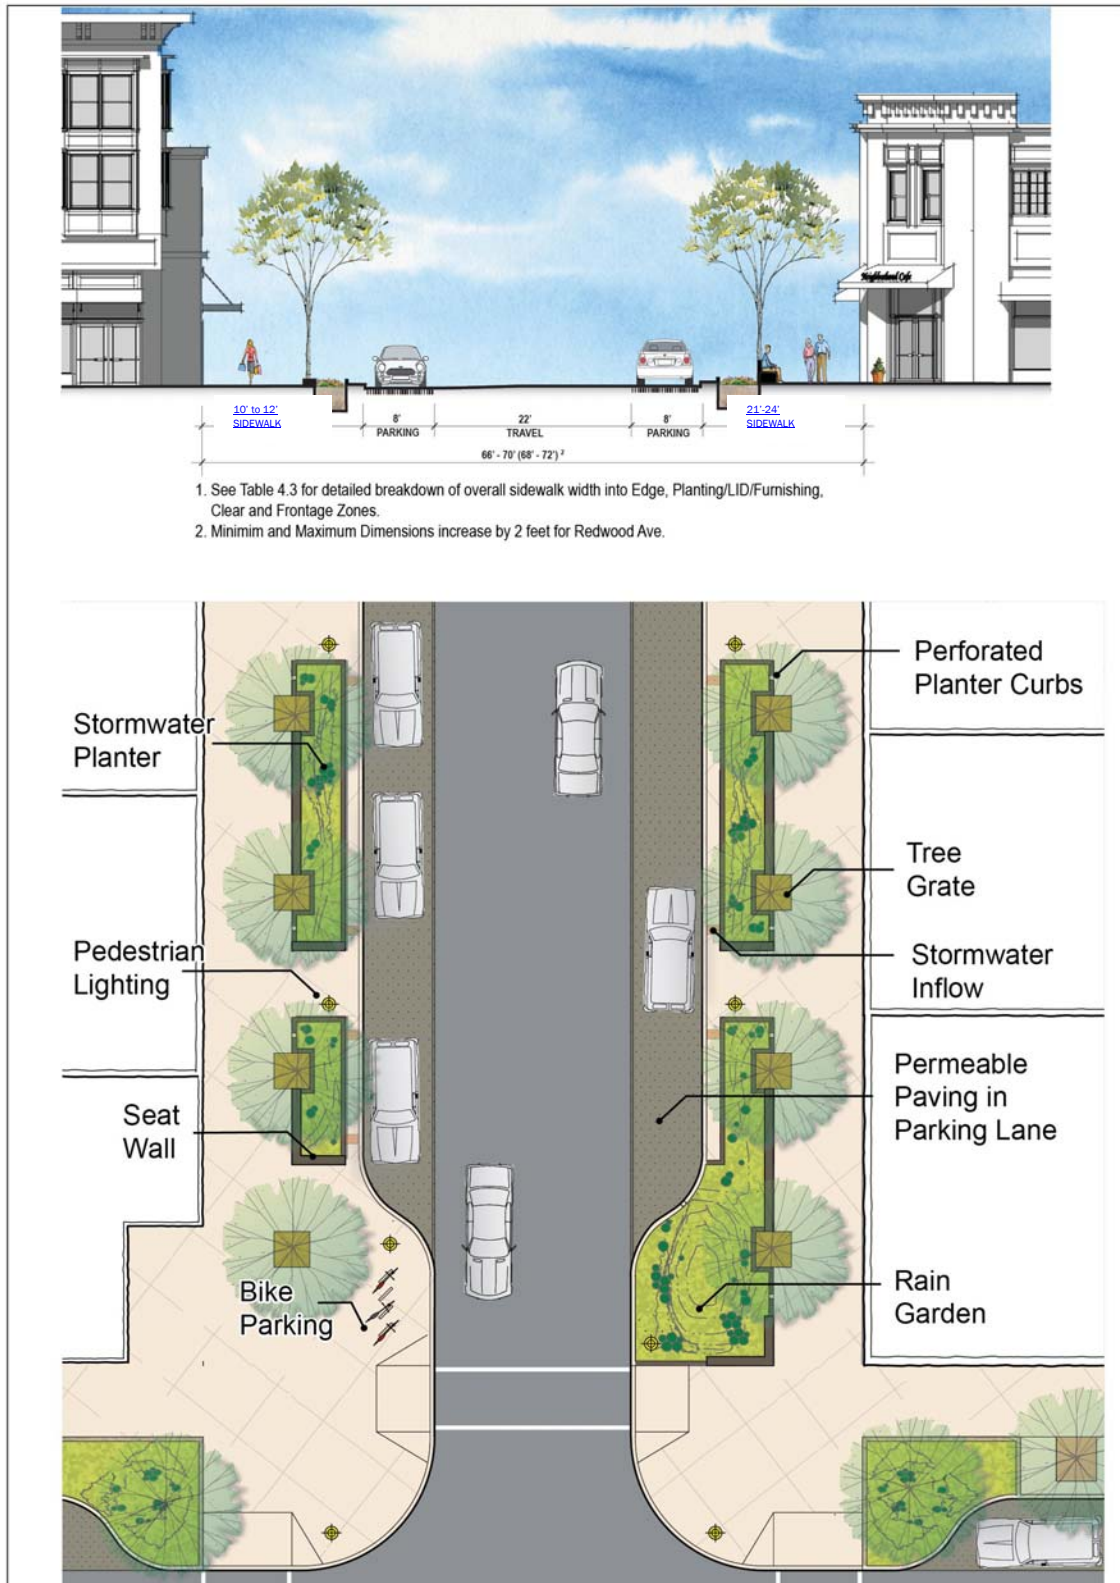 Neighborhood Cafe
10' to 12'
SIDEWALK
8'
PARKING
22'
TRAVEL
8'
PARKING
21'-24'
SIDEWALK
66' - 70' (68' - 72') ²
1. See Table 4.3 for detailed breakdown of overall sidewalk width into Edge, Planting/LID/Furnishing,
Clear and Frontage Zones.
2. Minimim and Maximum Dimensions increase by 2 feet for Redwood Ave.
Perforated
Planter Curbs
Stormwater
Planter
Tree
Grate
Pedestrian
Lighting
Stormwater
Inflow
Permeable
Paving in
Parking Lane
Seat
Wall
Rain
Garden
Bike
Parking